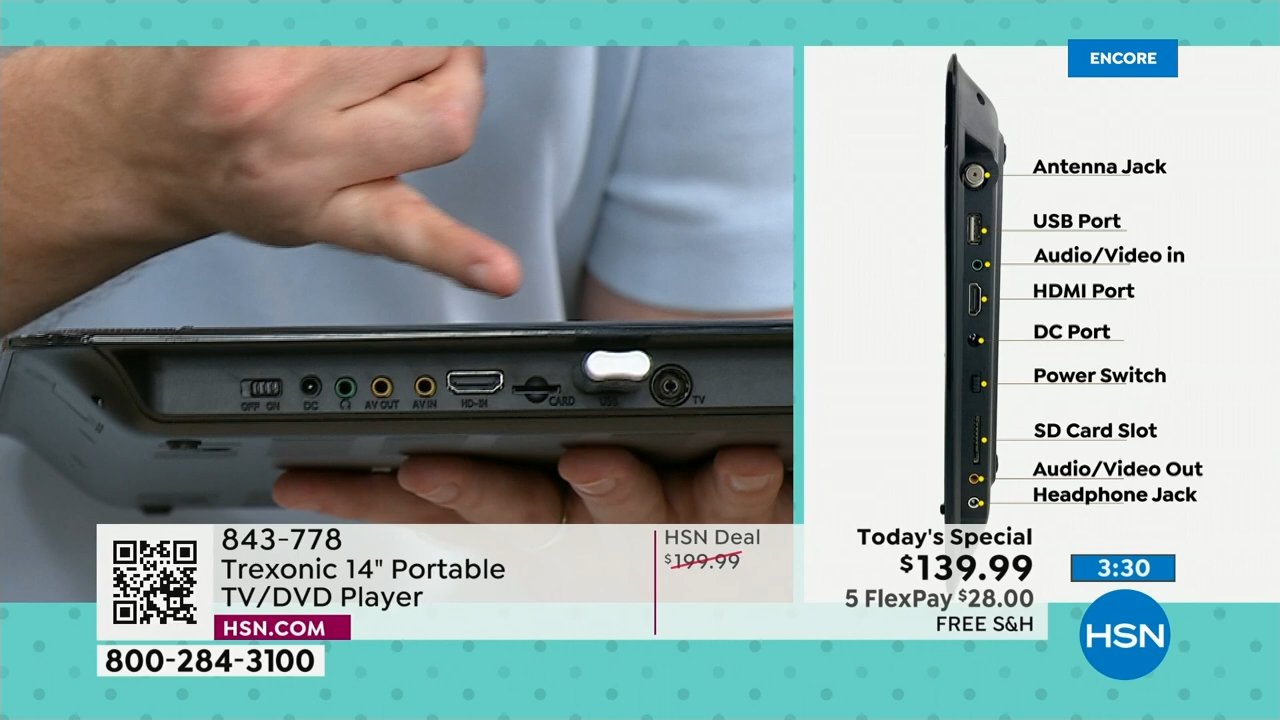 ENCORE
Antenna Jack
USB Port
Audio/Video in
HDMI Port
DC Port
Power Switch
SD Card Slot
Audio/Video Out
Headphone Jack
OFF ON
DC
AV OUT
AV IN
HD-IN
CARD
USB
TV
843-778
Trexonic 14" Portable
TV/DVD Player
HSN.COM
800-284-3100
HSN Deal
$199.99
Today's Special
$139.99
5 FlexPay $28.00
FREE S&H
3:30
HSN